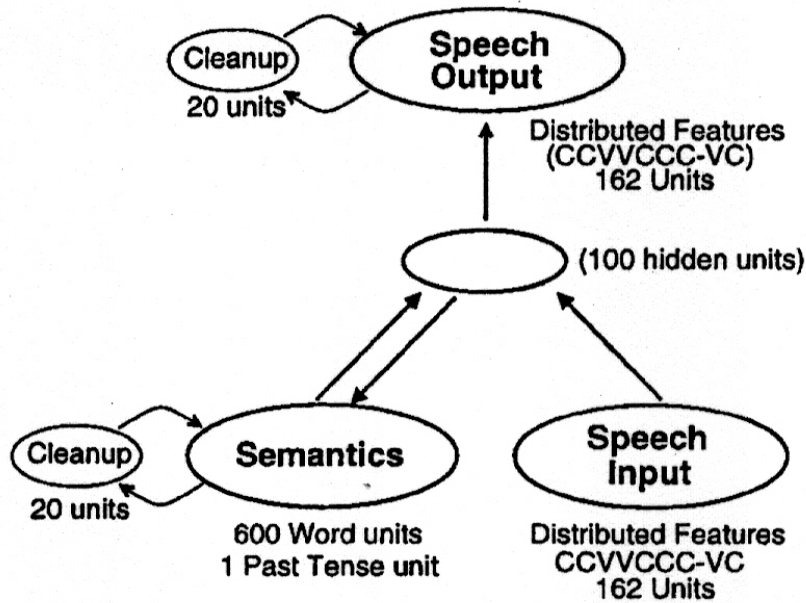 Cleanup
20 units
Speech
Output
Distributed Features
(CCVVCCC-VC)
162 Units
(100 hidden units)
Cleanup
20 units
Semantics
600 Word units
1 Past Tense unit
Speech
Input
Distributed Features
CCVVCCC-VC
162 Units